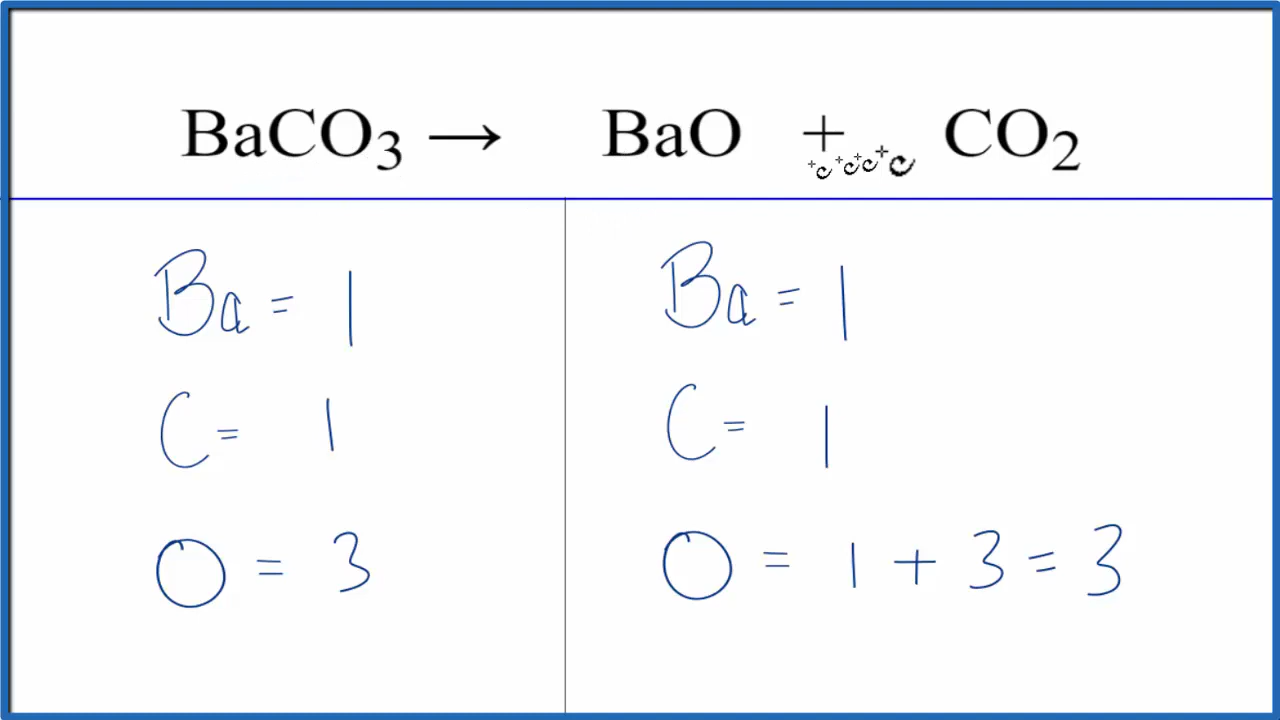 BaCO₃ → BaO + CO₂
Ba = 1
Ba = 1
C = 1
C = 1
O = 3
O = 1 + 3 = 3